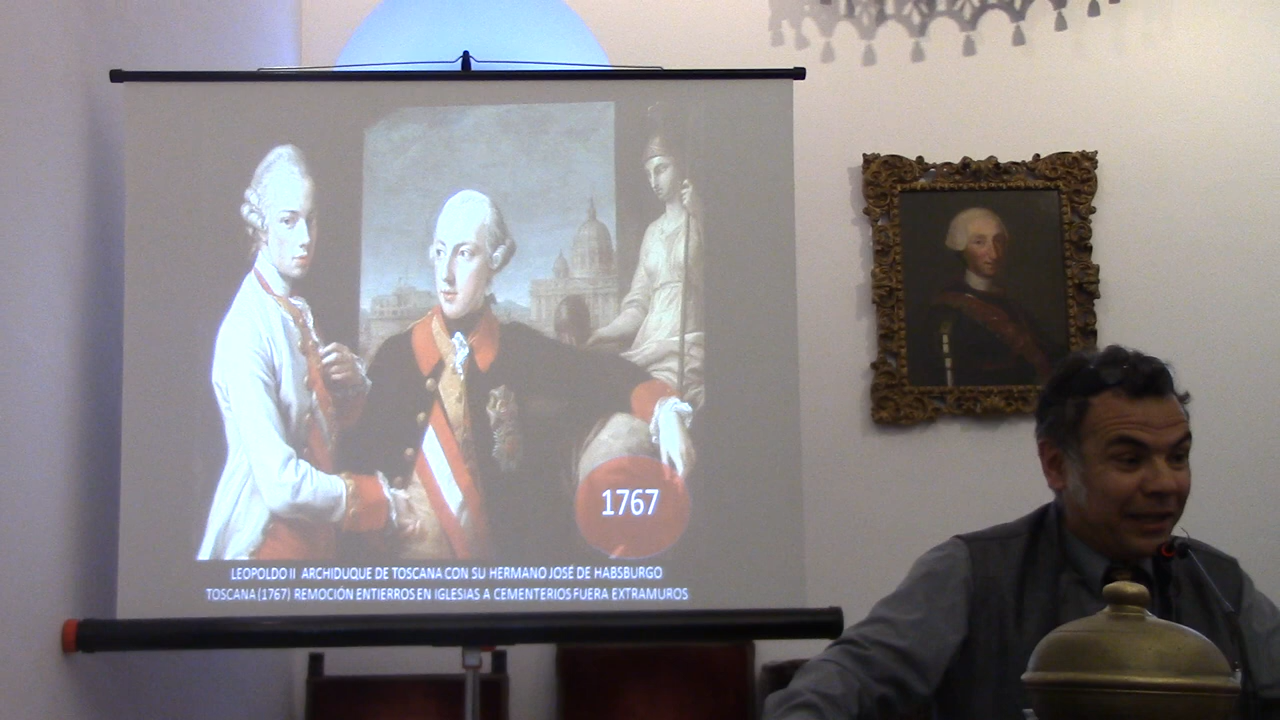 1767
LEOPOLDO II ARCHIDUQUE DE TOSCANA CON SU HERMANO JOSÉ DE HABSBURGO
TOSCANA (1767) REMOCIÓN ENTIERROS EN IGLESIAS A CEMENTERIOS FUERA EXTRAMUROS